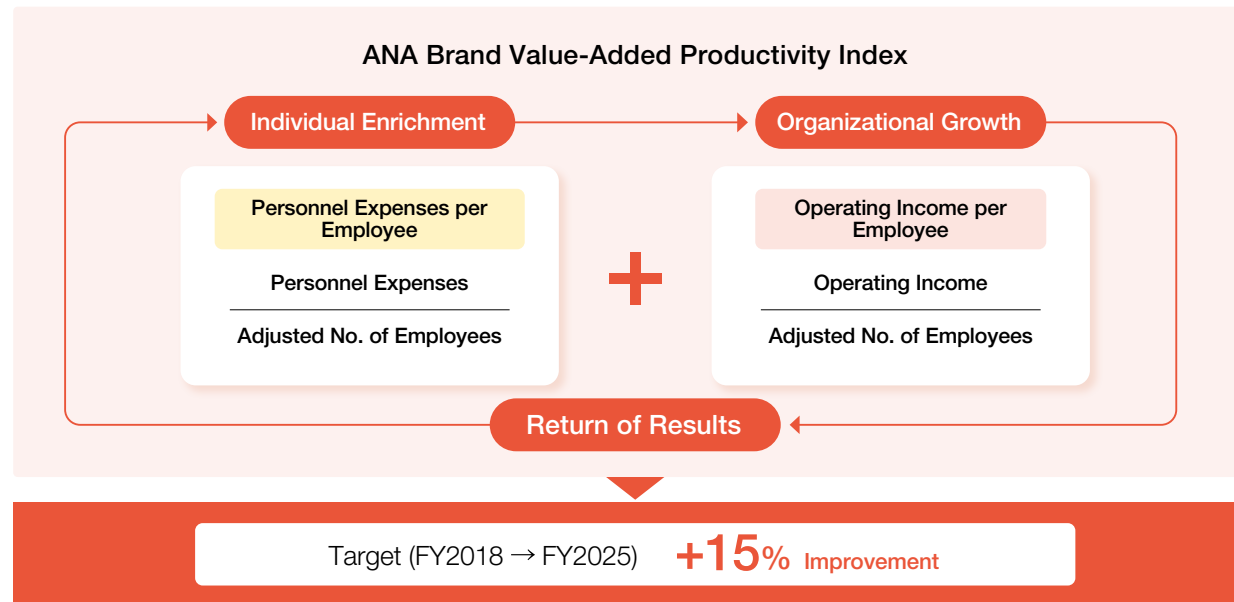 ANA Brand Value-Added Productivity Index
Individual Enrichment
Organizational Growth
Personnel Expenses per
Employee
Personnel Expenses
Adjusted No. of Employees
+
Operating Income per
Employee
Operating Income
Adjusted No. of Employees
Return of Results
Target (FY2018 → FY2025) +15% Improvement